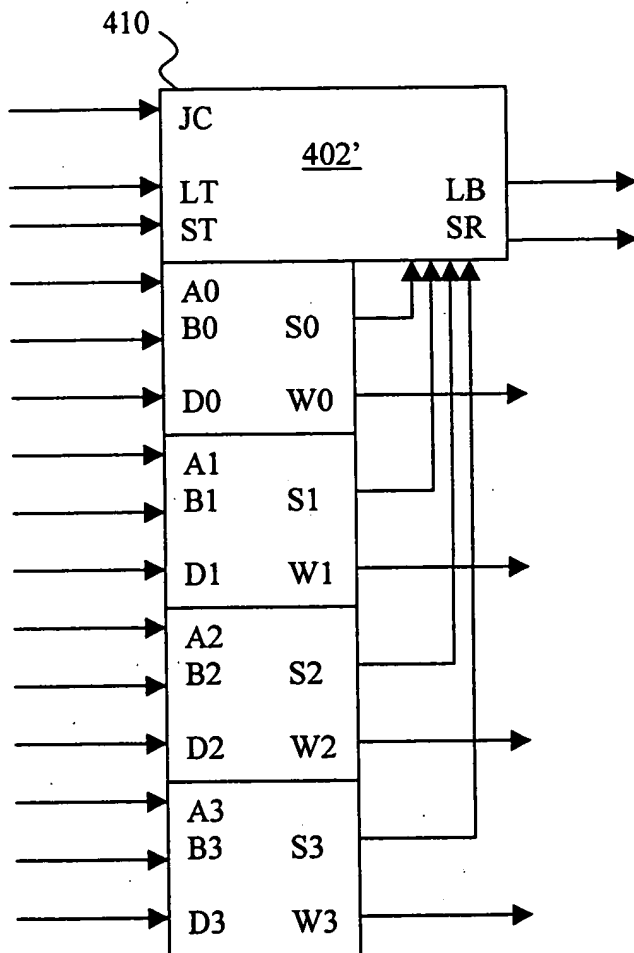 410
JC
402’
LT LB
ST SR
A0
B0 S0
D0 W0
A1
B1 S1
D1 W1
A2
B2 S2
D2 W2
A3
B3 S3
D3 W3